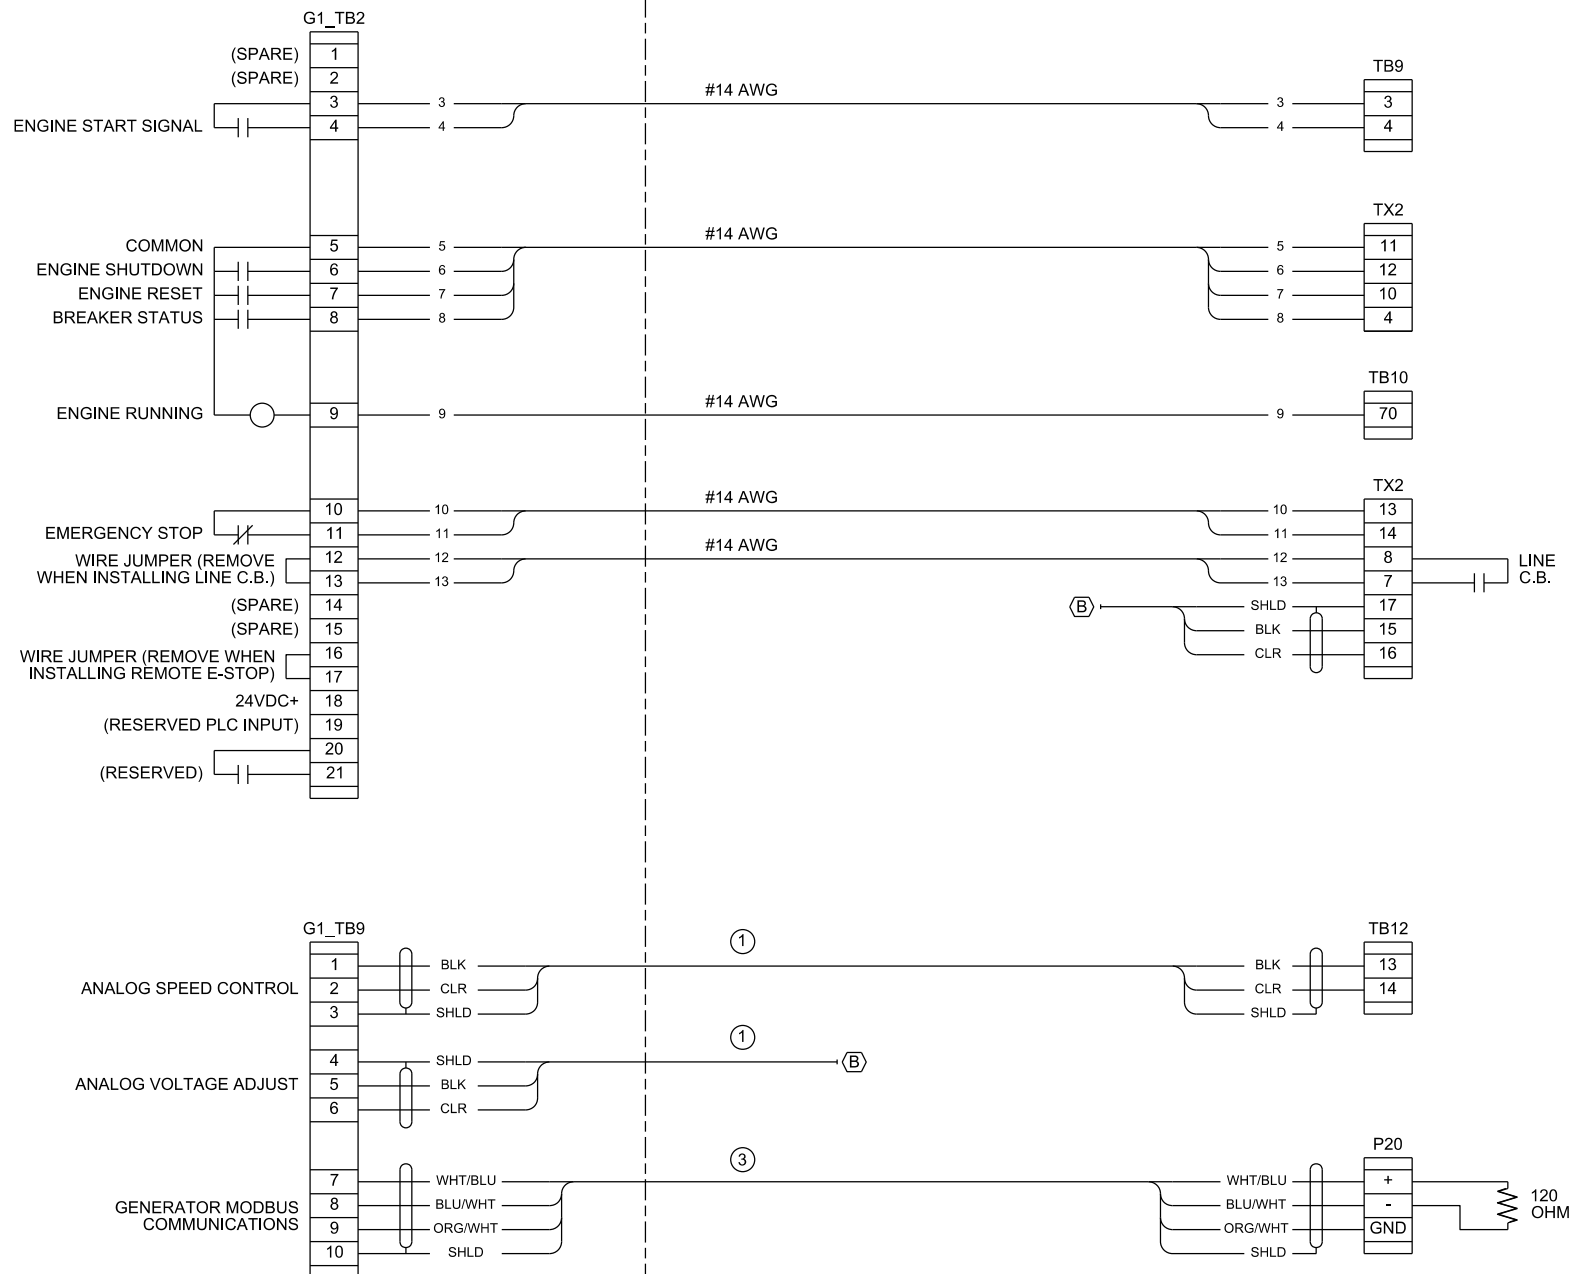 G1_TB2
(SPARE) 1
(SPARE) 2
TB9
3 3 #14 AWG 3 3
ENGINE START SIGNAL 4 4 4 4
TX2
COMMON 5 5 #14 AWG 5 11
ENGINE SHUTDOWN 6 6 6 12
ENGINE RESET 7 7 7 10
BREAKER STATUS 8 8 8 4
TB10
ENGINE RUNNING 9 9 #14 AWG 9 70
TX2
10 10 #14 AWG 10 13
EMERGENCY STOP 11 11 11 14
WIRE JUMPER (REMOVE
WHEN INSTALLING LINE C.B.)
12 12 #14 AWG 12 8
13 13 13 7
LINE
C.B.
(SPARE) 14 B SHLD 17
(SPARE) 15 BLK 15
WIRE JUMPER (REMOVE WHEN
INSTALLING REMOTE E-STOP)
16 CLR 16
17
24VDC+ 18
(RESERVED PLC INPUT) 19
20
(RESERVED) 21
G1_TB9
TB12
1 BLK 1 BLK 13
ANALOG SPEED CONTROL 2 CLR CLR 14
3 SHLD SHLD
4 SHLD 1 B
ANALOG VOLTAGE ADJUST 5 BLK
6 CLR
P20
7 WHT/BLU 3 WHT/BLU +
GENERATOR MODBUS
COMMUNICATIONS
8 BLU/WHT BLU/WHT -
9 ORG/WHT ORG/WHT GND
10 SHLD SHLD
120
OHM